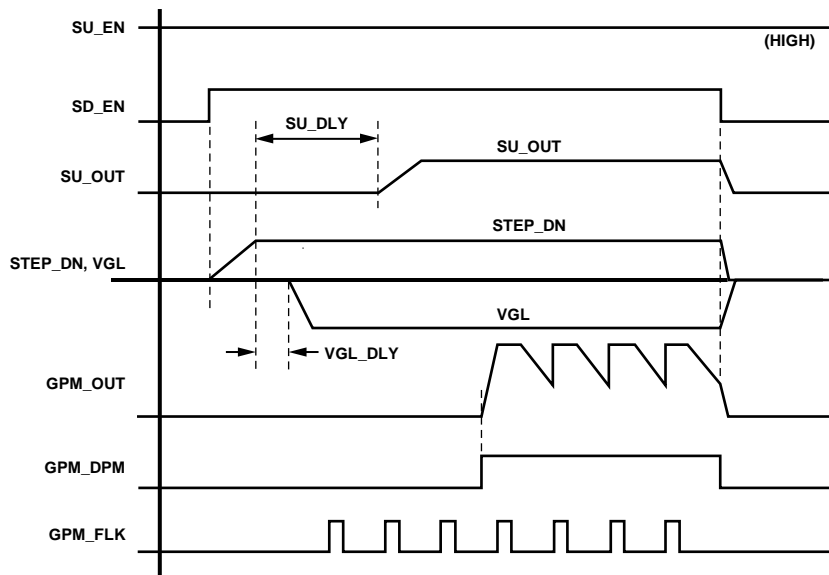 SU_EN
(HIGH)
SD_EN
SU_DLY
SU_OUT
SU_OUT
STEP_DN
STEP_DN, VGL
VGL
VGL_DLY
GPM_OUT
GPM_DPM
GPM_FLK